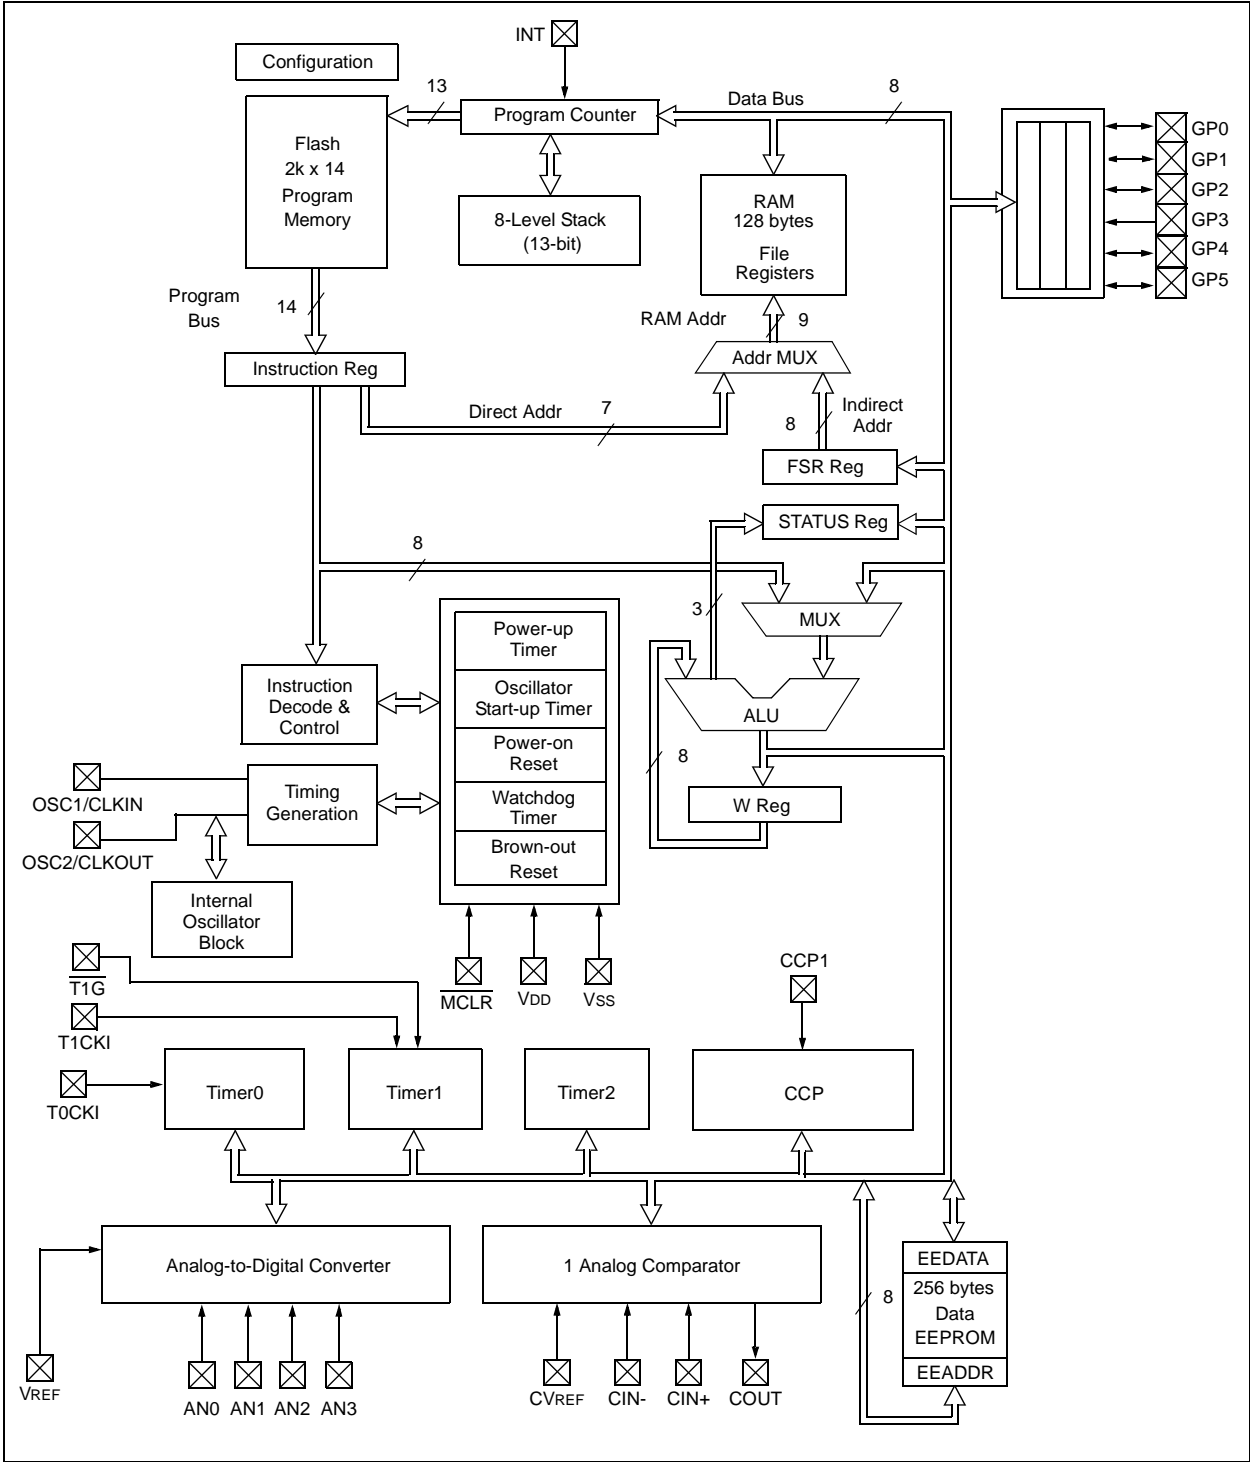 INT
Configuration
13
Program Counter
Data Bus
8
Flash
2k x 14
Program
Memory
8-Level Stack
(13-bit)
RAM
128 bytes
File
Registers
GP0
GP1
GP2
GP3
GP4
GP5
Program
Bus
14
RAM Addr
9
Addr MUX
Instruction Reg
Direct Addr
7
8
Indirect
Addr
FSR Reg
STATUS Reg
8
3
MUX
Power-up
Timer
Oscillator
Start-up Timer
Power-on
Reset
Watchdog
Timer
Brown-out
Reset
Instruction
Decode &
Control
ALU
8
W Reg
OSC1/CLKIN
Timing
Generation
OSC2/CLKOUT
Internal
Oscillator
Block
T1G
MCLR
VDD
VSS
CCP1
T1CKI
T0CKI
Timer0
Timer1
Timer2
CCP
Analog-to-Digital Converter
1 Analog Comparator
EEDATA
256 bytes
Data
EEPROM
EEADDR
8
VREF
AN0 AN1 AN2 AN3
CVREF
CIN-
CIN+
COUT